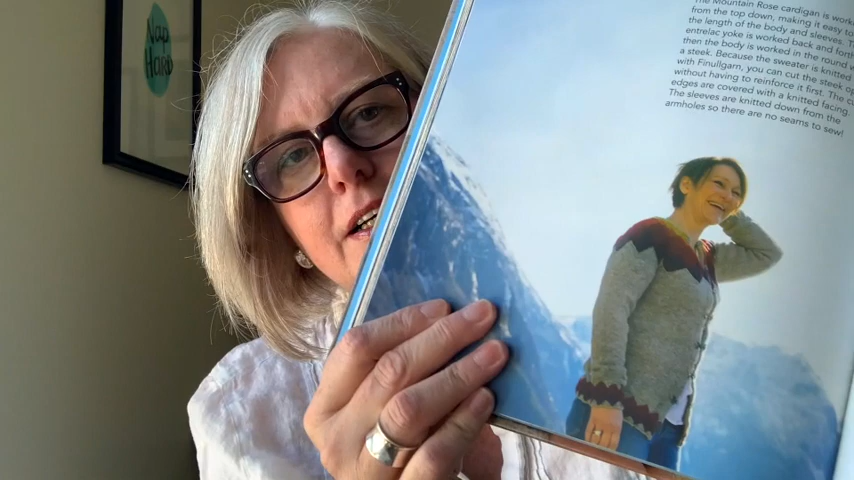 Nap
Hard
The Mountain Rose cardigan is
from the top down, making it easy to
the length of the body and sleeves.
entrelac yoke is worked back and
then the body is worked in the round
a steek. Because the sweater is knitted
with Finullgarn, you can cut the steek
without having to reinforce it first. The
edges are covered with a knitted facing.
The sleeves are knitted down from the
armholes so there are no seams to sew!